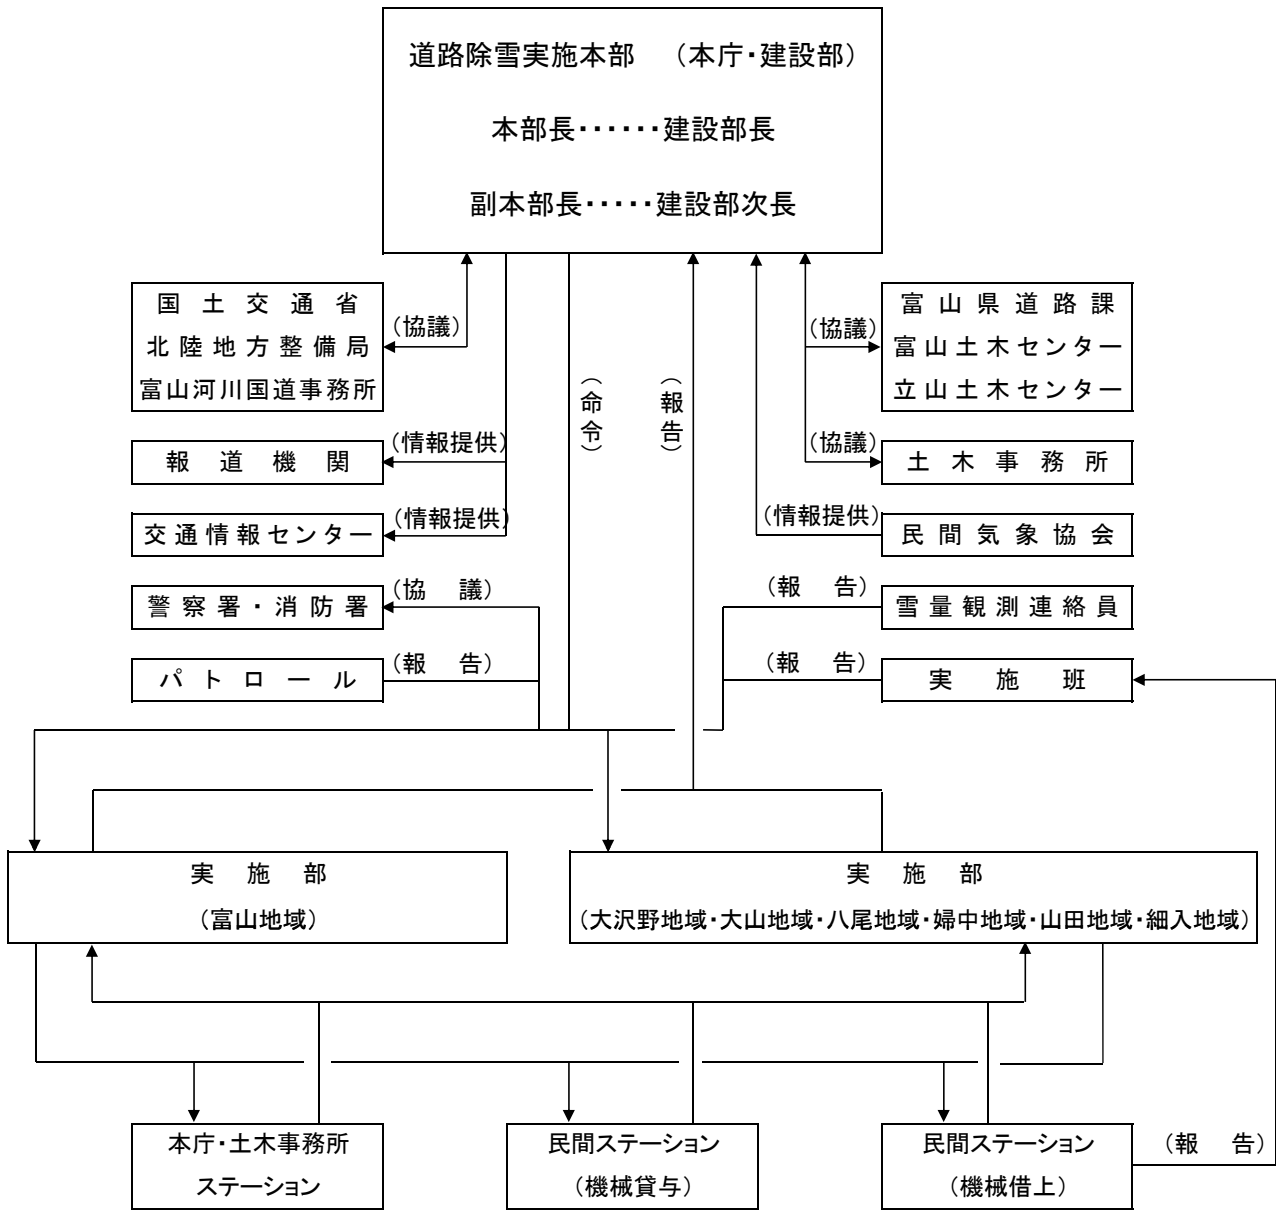 道路除雪実施本部　（本庁・建設部）
本部長・・・・・・建設部長
副本部長・・・・・建設部次長
国土交通省
北陸地方整備局
富山河川国道事務所
（協議）
（協議）
富山県道路課
富山土木センター
立山土木センター
（命令）
（報告）
報道機関
（情報提供）
（協議）
土木事務所
交通情報センター
（情報提供）
（情報提供）
民間気象協会
警察署・消防署
（協　議）
（報　告）
雪量観測連絡員
パトロール
（報　告）
（報　告）
実施班
実施部
（富山地域）
実施部
（大沢野地域・大山地域・八尾地域・婦中地域・山田地域・細入地域）
本庁・土木事務所
ステーション
民間ステーション
（機械貸与）
民間ステーション
（機械借上）
（報　告）